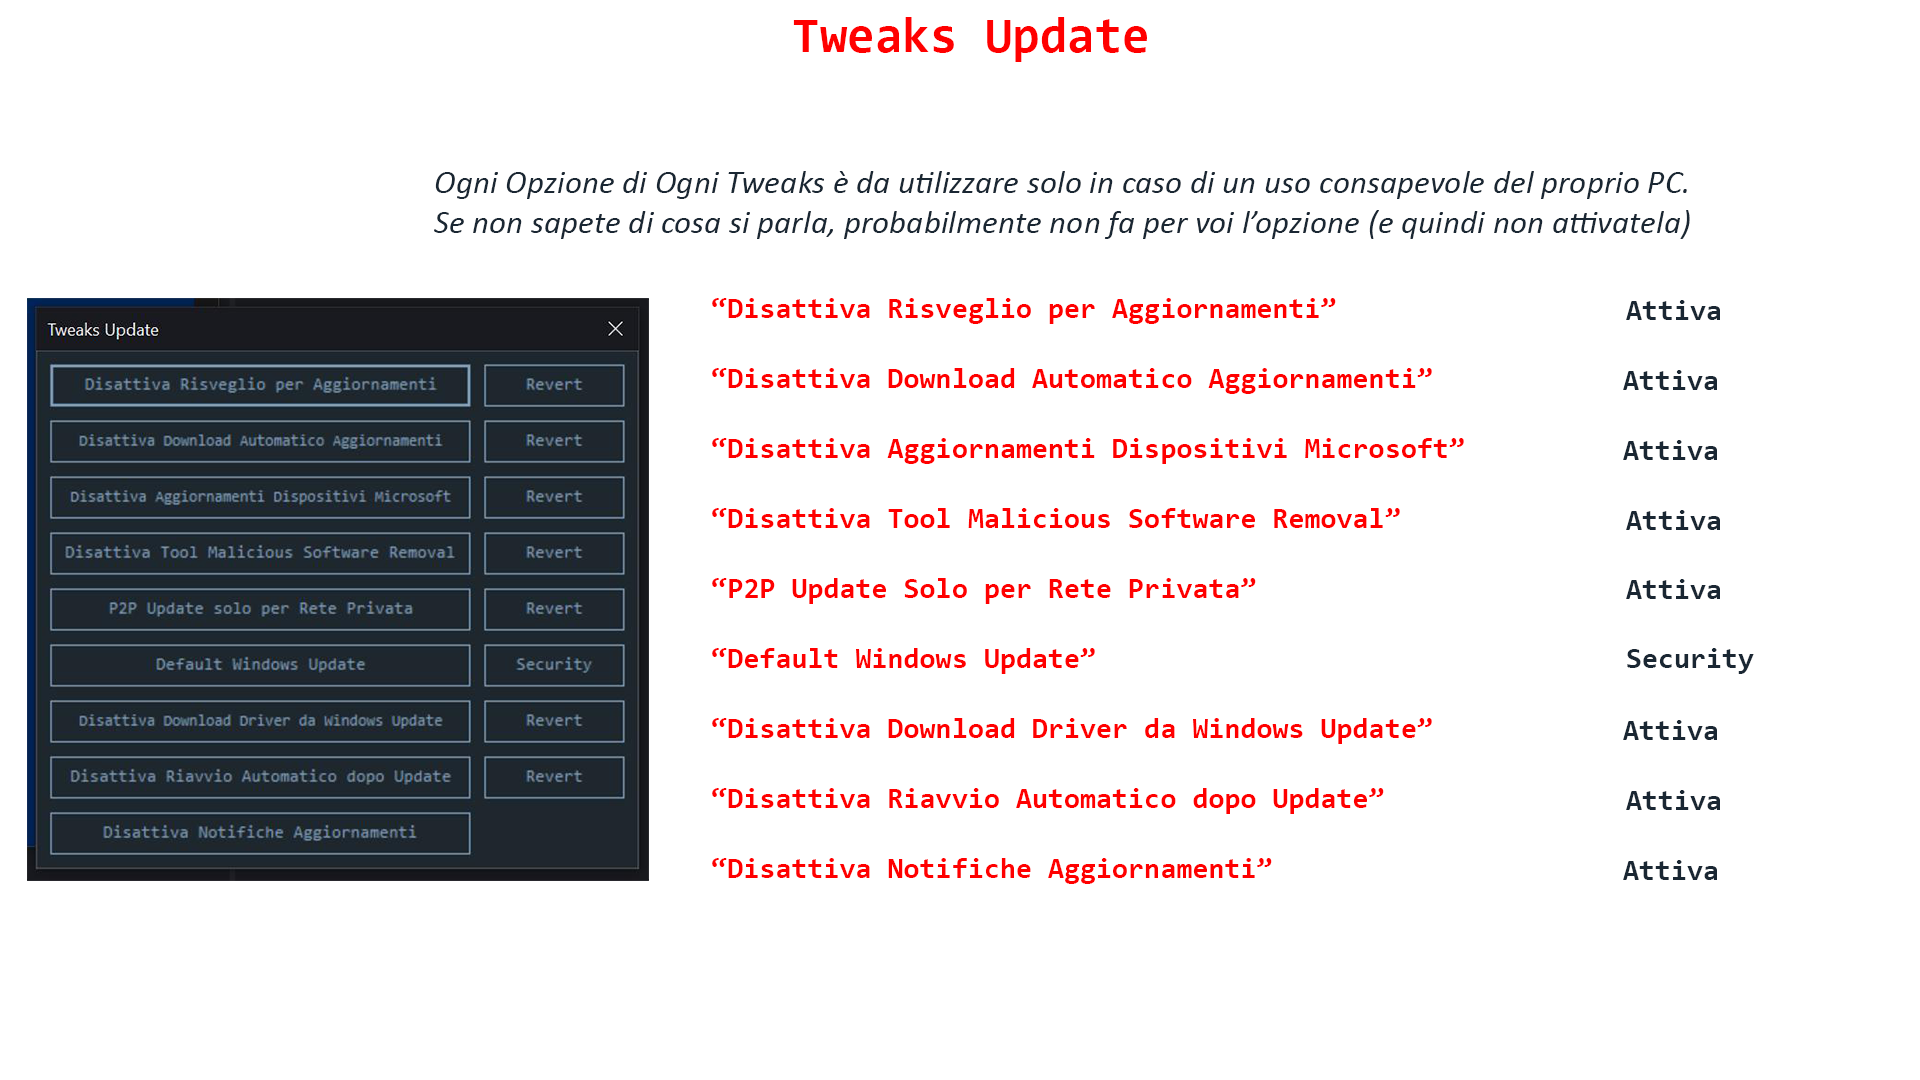 Tweaks Update
Ogni Opzione di Ogni Tweaks è da utilizzare solo in caso di un uso consapevole del proprio PC.
Se non sapete di cosa si parla, probabilmente non fa per voi l’opzione (e quindi non attivatela)
Tweaks Update
Disattiva Risveglio per Aggiornamenti Revert
Disattiva Download Automatico Aggiornamenti Revert
Disattiva Aggiornamenti Dispositivi Microsoft Revert
Disattiva Tool Malicious Software Removal Revert
P2P Update solo per Rete Privata Revert
Default Windows Update Security
Disattiva Download Driver da Windows Update Revert
Disattiva Riavvio Automatico dopo Update Revert
Disattiva Notifiche Aggiornamenti
“Disattiva Risveglio per Aggiornamenti” Attiva
“Disattiva Download Automatico Aggiornamenti” Attiva
“Disattiva Aggiornamenti Dispositivi Microsoft” Attiva
“Disattiva Tool Malicious Software Removal” Attiva
“P2P Update Solo per Rete Privata” Attiva
“Default Windows Update” Security
“Disattiva Download Driver da Windows Update” Attiva
“Disattiva Riavvio Automatico dopo Update” Attiva
“Disattiva Notifiche Aggiornamenti” Attiva